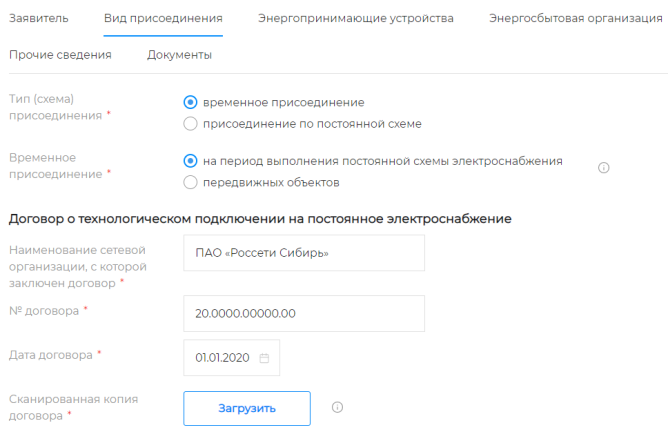 Заявитель Вид присоединения Энергопринимающие устройства Энергосбытовая организация
Прочие сведения Документы
Тип (схема)
присоединения *
временное присоединение
присоединение по постоянной схеме
Временное
присоединение *
на период выполнения постоянной схемы электроснабжения
передвижных объектов
Договор о технологическом подключении на постоянное электроснабжение
Наименование сетевой
организации, с которой
заключен договор *
ПАО «Россети Сибирь»
№ договора *
20.0000.00000.00
Дата договора *
01.01.2020
Сканированная копия
договора *
Загрузить